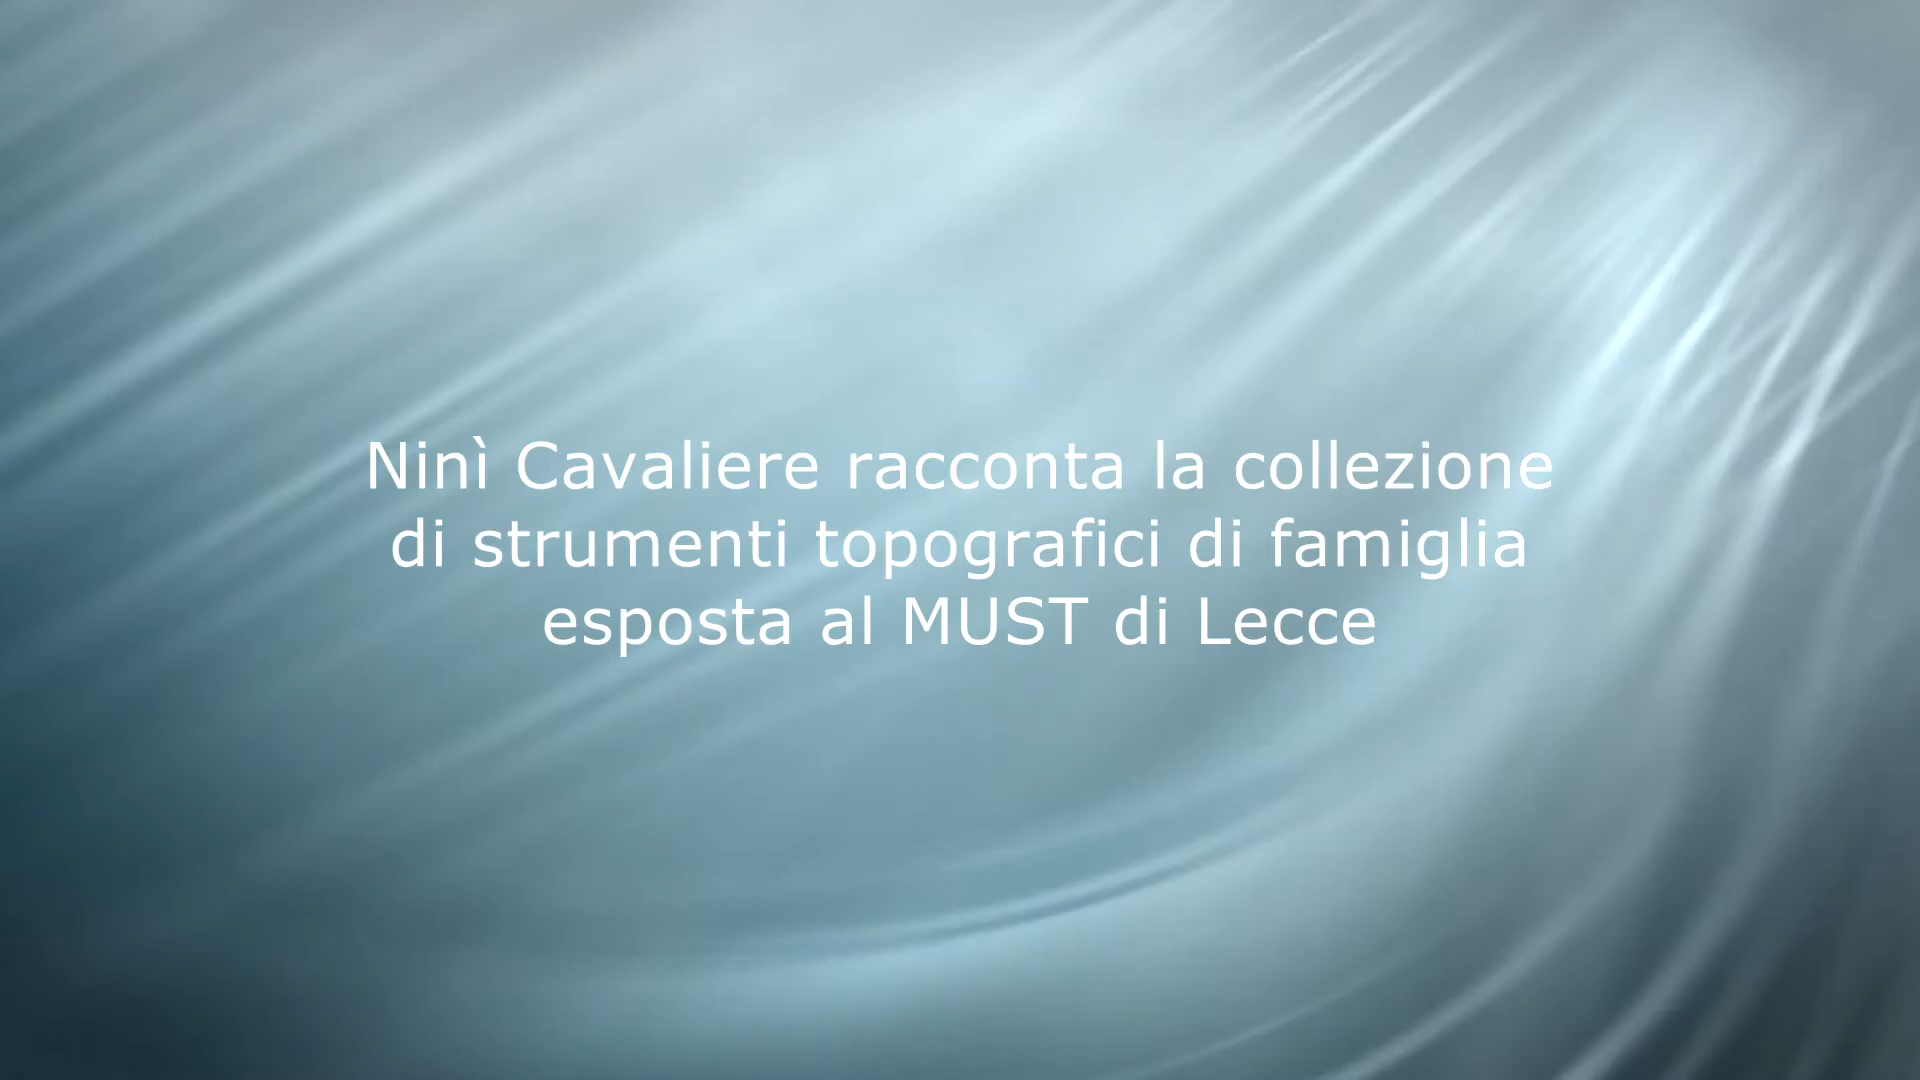 Ninì Cavaliere racconta la collezione
di strumenti topografici di famiglia
esposta al MUST di Lecce